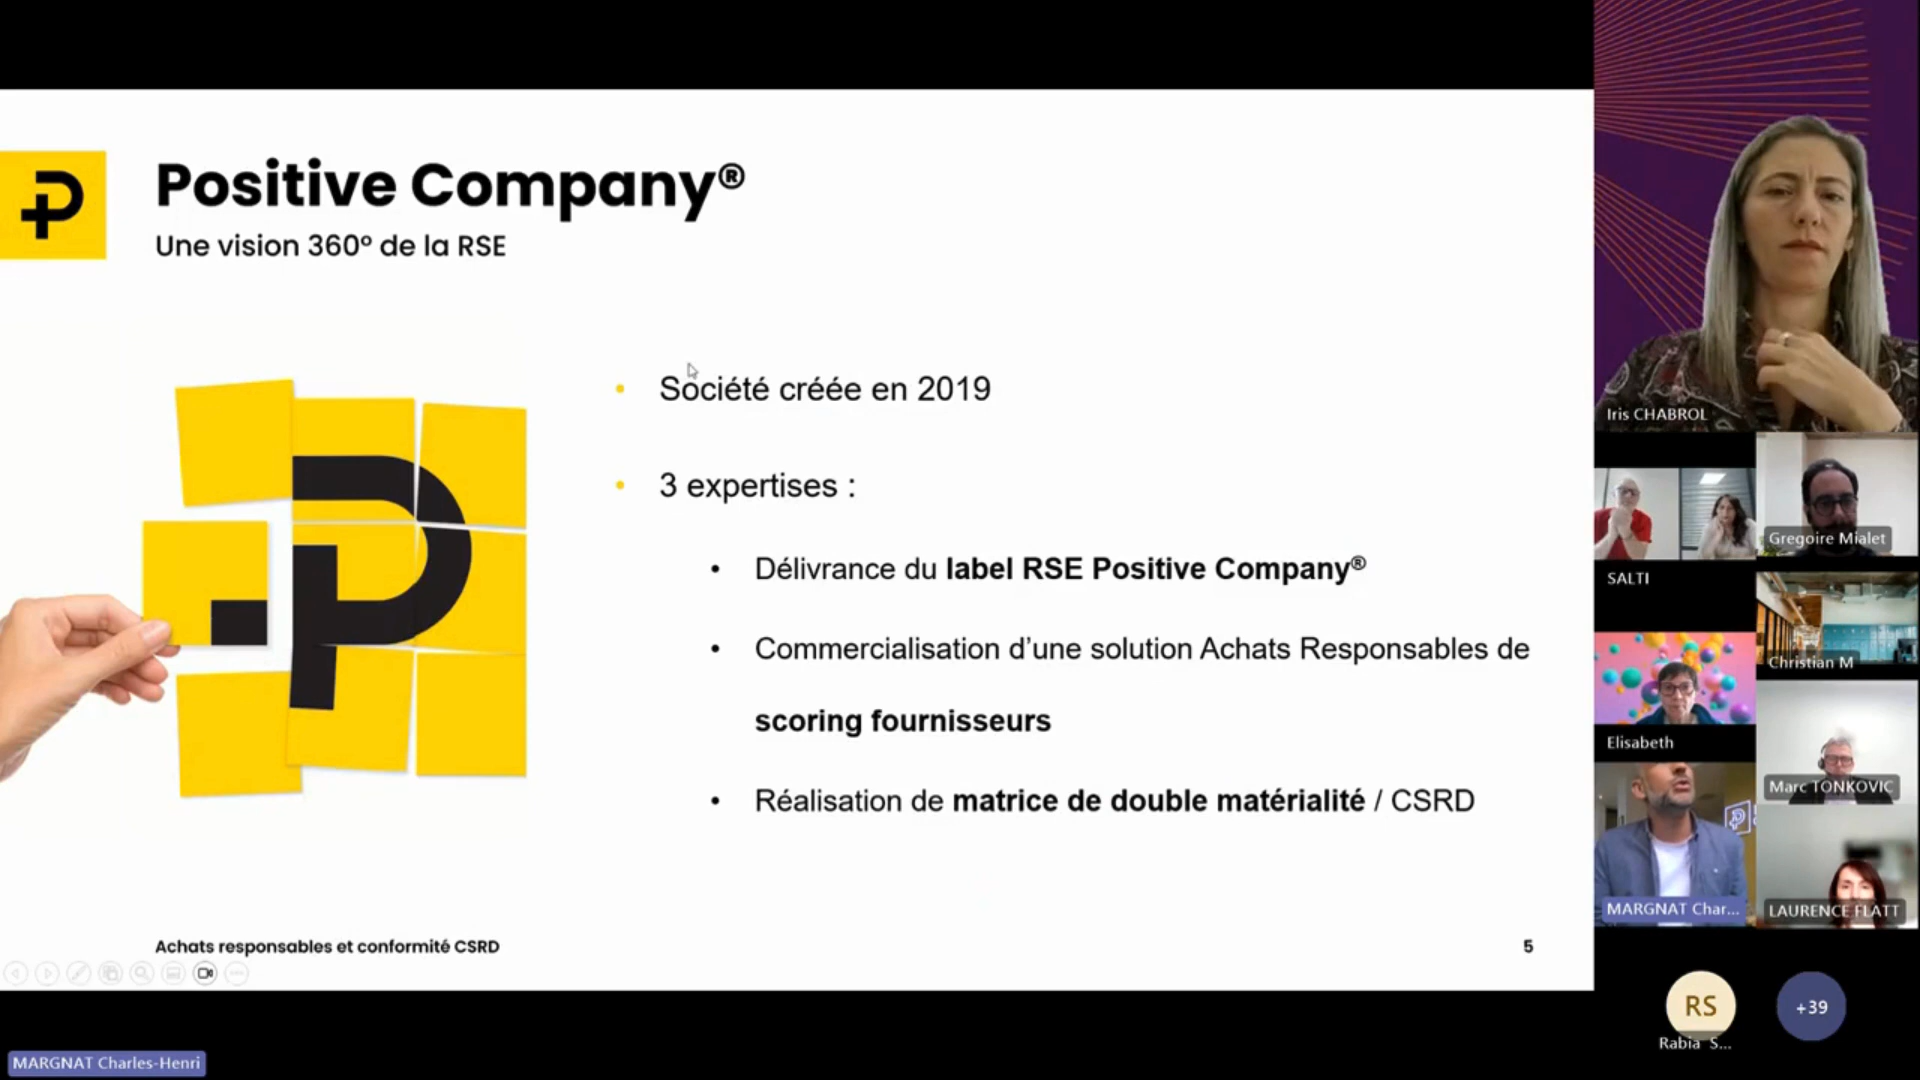 Positive Company®
Une vision 360° de la RSE
Société créée en 2019
3 expertises :
Délivrance du label RSE Positive Company®
Commercialisation d’une solution Achats Responsables de
scoring fournisseurs
Réalisation de matrice de double matérialité / CSRD
Achats responsables et conformité CSRD
5
MARGNAT Charles-Henri
Iris CHABROL
SALTI
Gregoire Mialet
Christian M
Elisabeth
Marc TONKOVIC
MARGNAT Char...
LAURENCE FLATT
RS
Rabia S...
+39